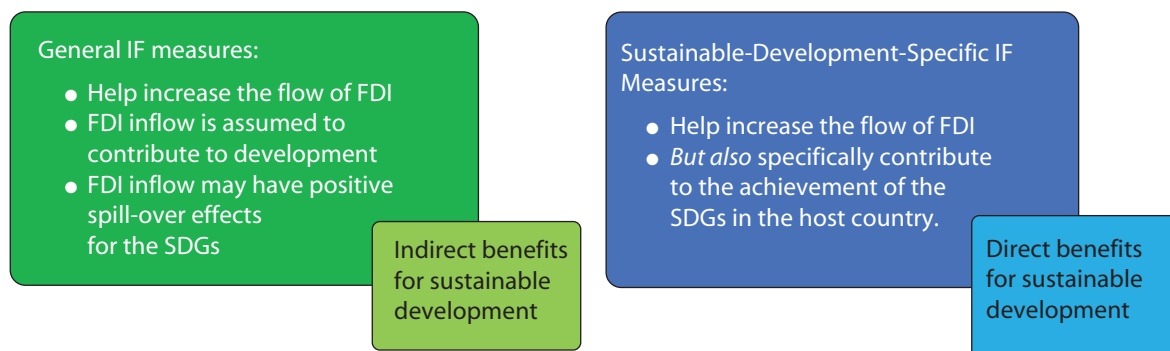 General IF measures:
● Help increase the flow of FDI
● FDI inflow is assumed to
contribute to development
● FDI inflow may have positive
spill-over effects
for the SDGs
Indirect benefits
for sustainable
development
Sustainable-Development-Specific IF
Measures:
● Help increase the flow of FDI
● But also specifically contribute
to the achievement of the
SDGs in the host country.
Direct benefits
for sustainable
development